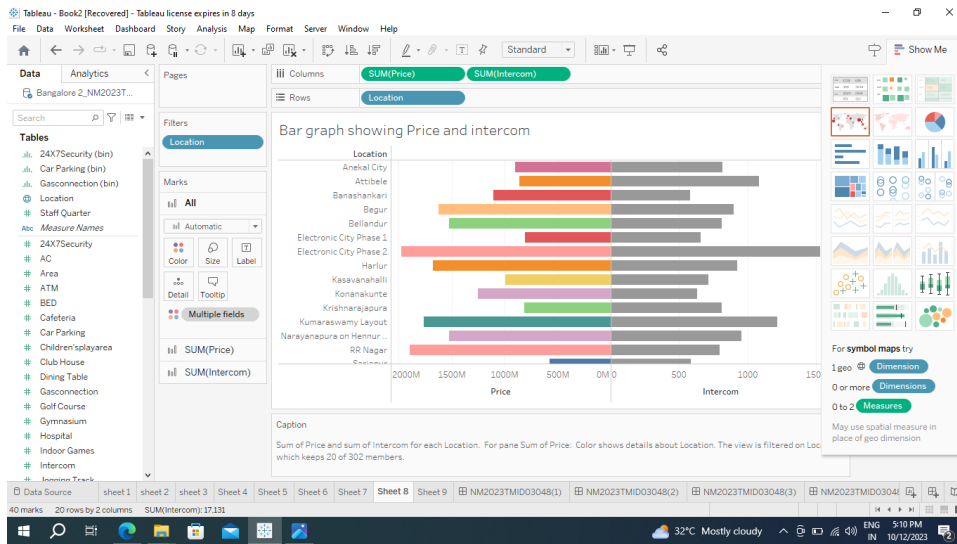 Tableau - Book2 [Recovered] - Tableau license expires in 8 days
File Data Worksheet Dashboard Story Analysis Map Format Server Window Help
Standard
Show Me
Data Analytics
Bangalore 2_NM2023T...
Search
Tables
24X7Security (bin)
Car Parking (bin)
Gasconnection (bin)
Location
Staff Quarter
Abc Measure Names
24X7Security
AC
Area
ATM
BED
Cafeteria
Car Parking
Children'splayarea
Club House
Dining Table
Gasconnection
Golf Course
Gymnasium
Hospital
Indoor Games
Intercom
Jogging Track
Pages
Filters
Location
Marks
All
Automatic
Color Size Label
Detail Tooltip
Multiple fields
SUM(Price)
SUM(Intercom)
Columns SUM(Price) SUM(Intercom)
Rows Location
Bar graph showing Price and intercom
Location
Anekal City
Attibele
Banashankari
Begur
Bellandur
Electronic City Phase 1
Electronic City Phase 2
Harlur
Kasavanahalli
Konanakunte
Krishnarajapura
Kumaraswamy Layout
Narayanapura on Hennur ..
RR Nagar
Sarjapur
2000M 1500M 1000M 500M 0M 0 500 1000 150
Price Intercom
Caption
Sum of Price and sum of Intercom for each Location. For pane Sum of Price: Color shows details about Location. The view is filtered on Loc
which keeps 20 of 302 members.
For symbol maps try
1 geo Dimension
0 or more Dimensions
0 to 2 Measures
May use spatial measure in
place of geo dimension
Data Source sheet 1 sheet 2 sheet 3 Sheet 4 Sheet 5 Sheet 6 Sheet 7 Sheet 8 Sheet 9 NM2023TMID03048(1) NM2023TMID03048(2) NM2023TMID03048(3) NM2023TMID0304
40 marks 20 rows by 2 columns SUM(Intercom): 17,131
32°C Mostly cloudy
ENG
IN
5:10 PM
10/12/2023
2